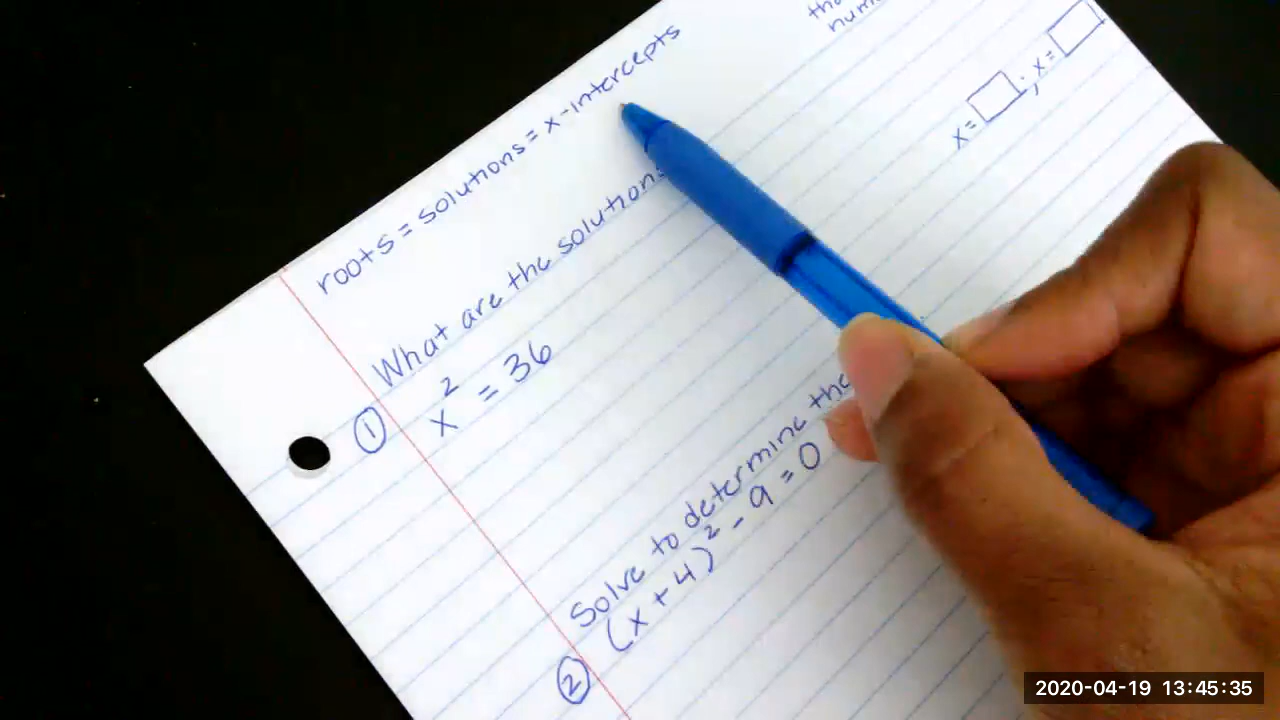 roots = solutions = x-intercepts
What are the solutions
① x² = 36
Solve to determine the
② (x + 4)² - 9 = 0
x = ; x =
2020-04-19 13:45:35